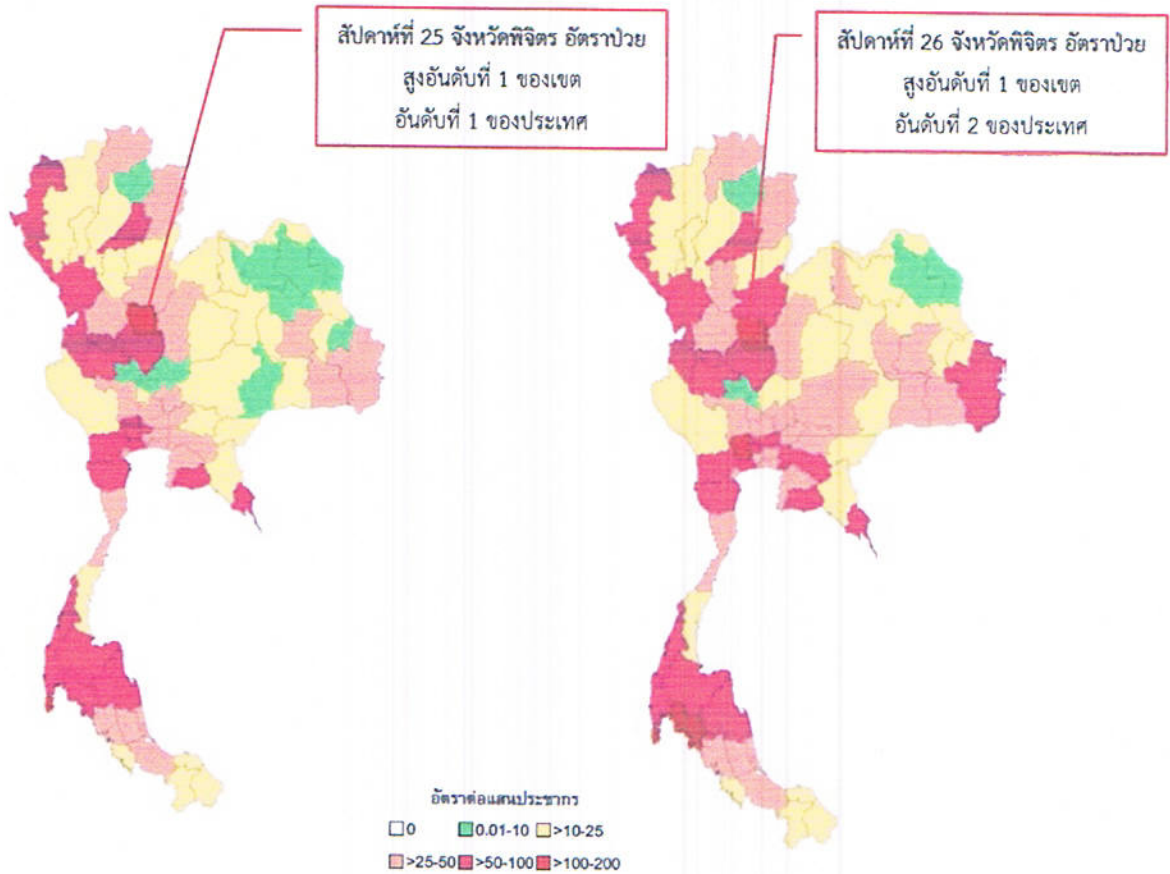 สัปดาห์ที่ 25 จังหวัดพิจิตร อัตราป่วย
สูงอันดับที่ 1 ของเขต
อันดับที่ 1 ของประเทศ
สัปดาห์ที่ 26 จังหวัดพิจิตร อัตราป่วย
สูงอันดับที่ 1 ของเขต
อันดับที่ 2 ของประเทศ
อัตราต่อแสนประชากร
0 0.01-10 >10-25
>25-50 >50-100 >100-200